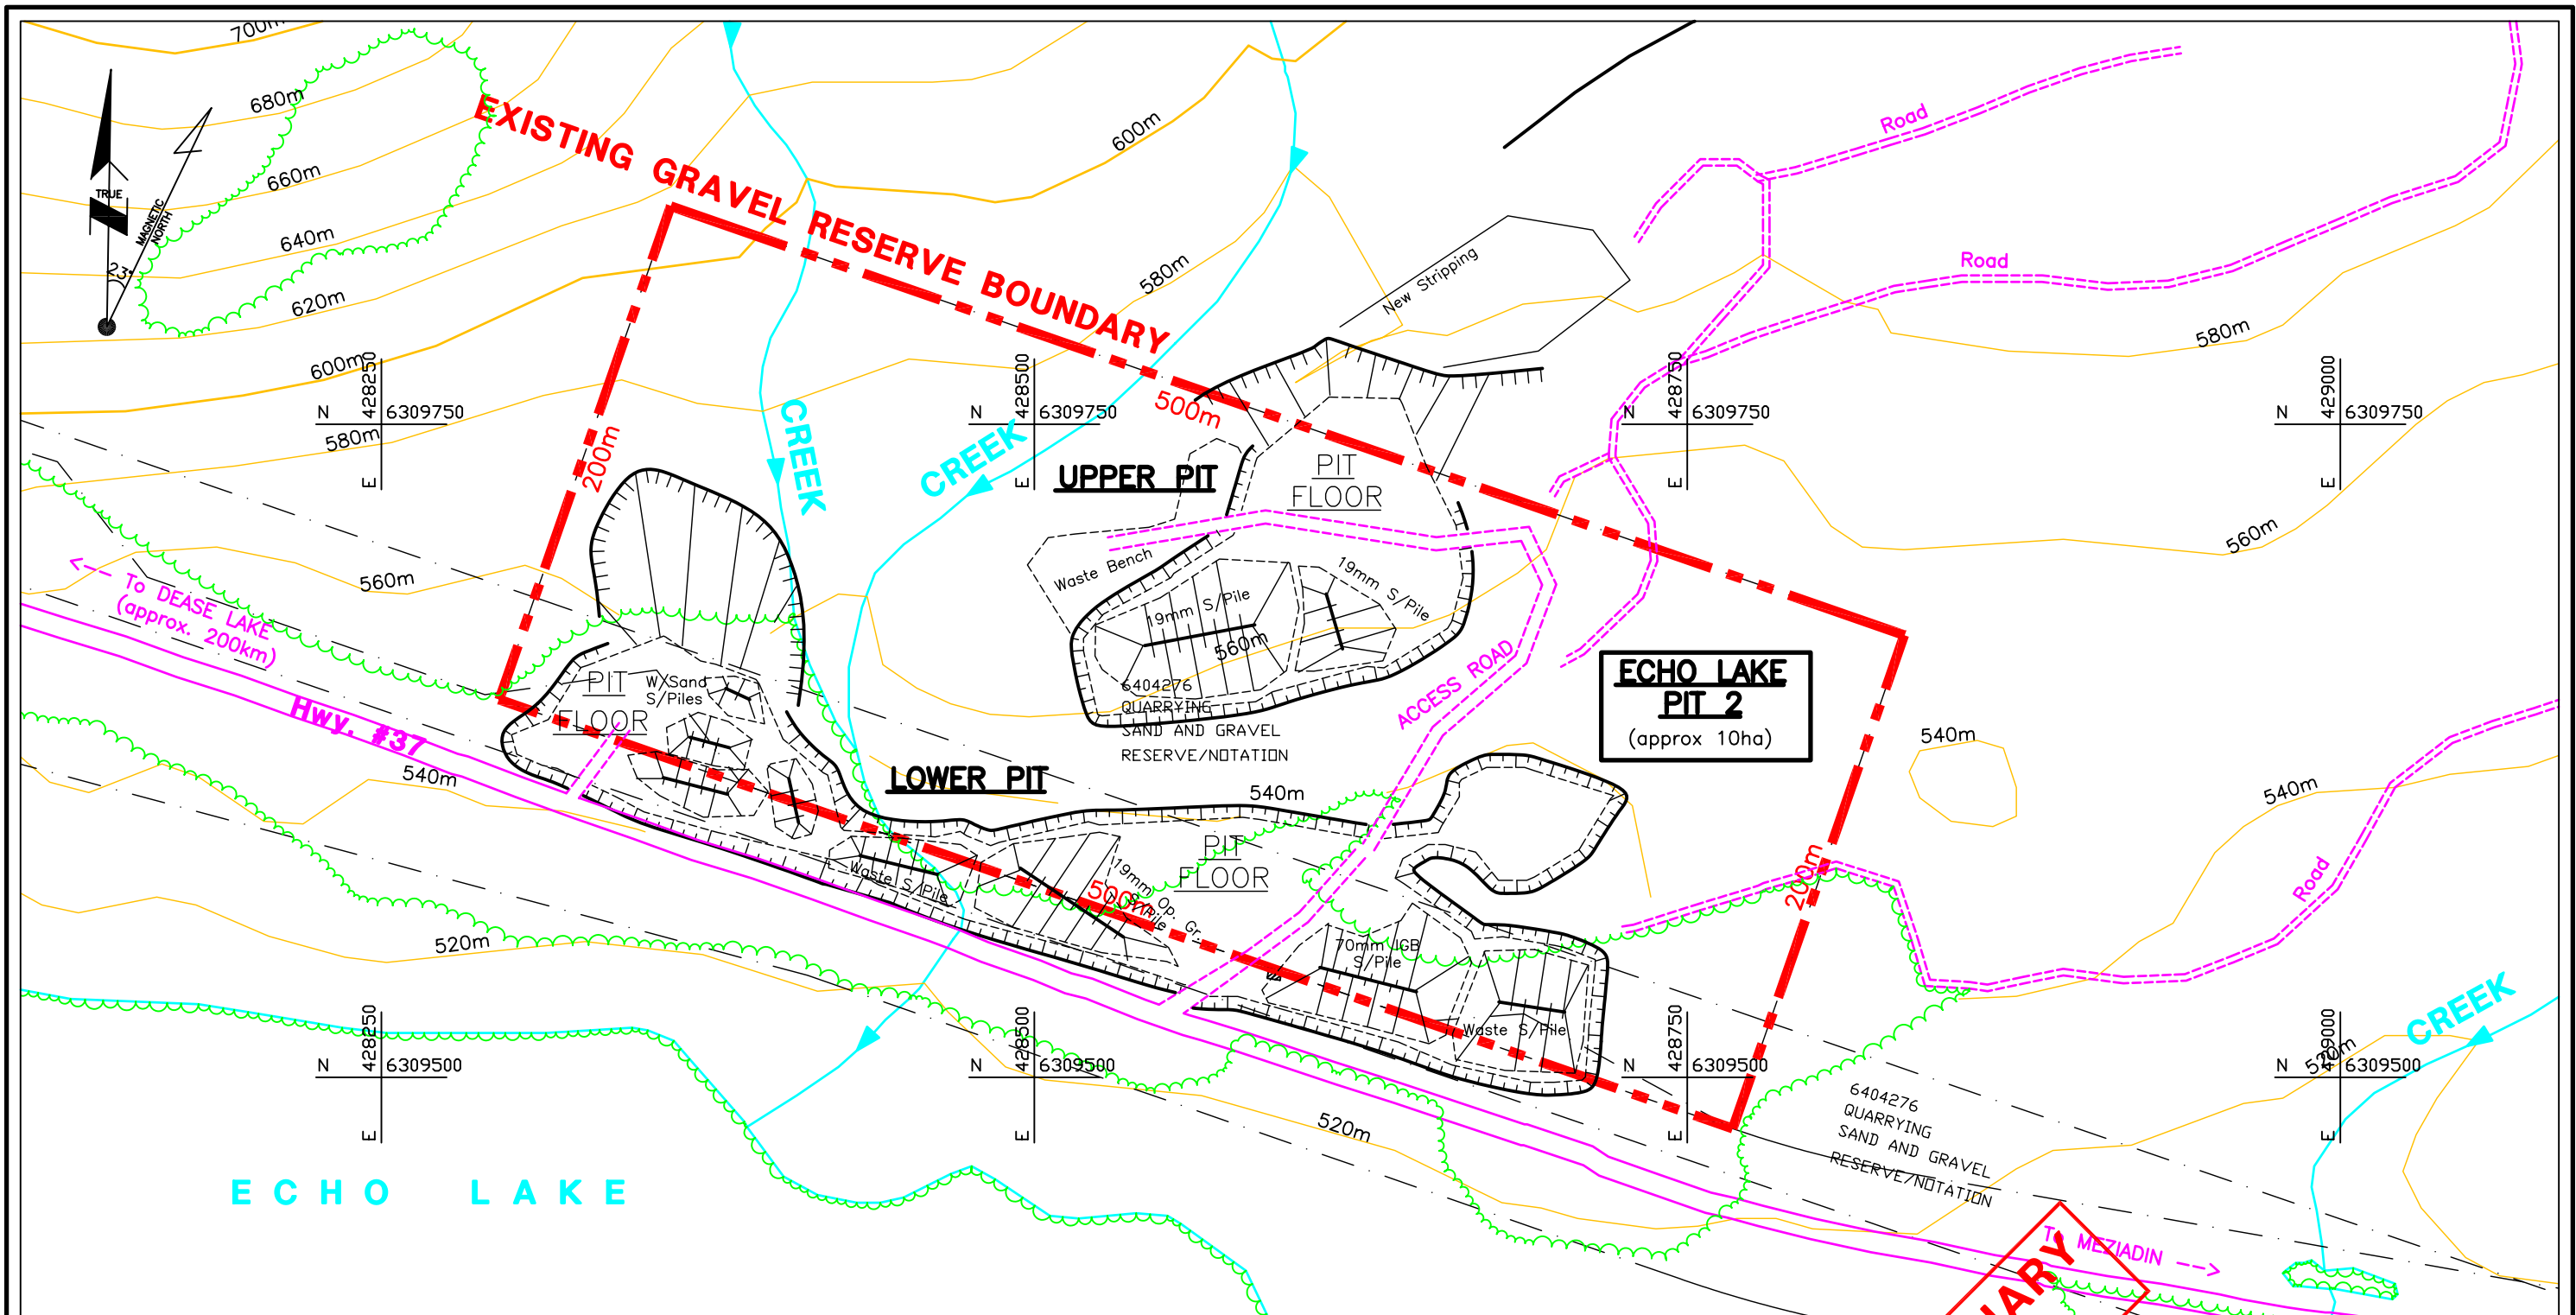 700m
680m
660m
640m
620m
600m
580m
TRUE
N
MAGNETIC
NORTH
23°
EXISTING GRAVEL RESERVE BOUNDARY
600m
580m
500m
200m
CREEK
CREEK
New Stripping
Road
Road
580m
560m
N 6309750
E 428250
N 6309750
E 428500
N 6309750
E 428750
N 6309750
E 429000
UPPER PIT
PIT
FLOOR
Waste Bench
19mm S/Pile
19mm S/Pile
560m
6404276
QUARRYING
SAND AND GRAVEL
RESERVE/NOTATION
ACCESS ROAD
ECHO LAKE
PIT 2
(approx 10ha)
560m
To DEASE LAKE
(approx. 200km)
Hwy. #37
540m
PIT
FLOOR
W/Sand
S/Piles
LOWER PIT
540m
PIT
FLOOR
Waste S/Pile
19mm Op. Gr.
S/Pile
500m
70mm IGB
S/Pile
Waste S/Pile
200m
540m
540m
Road
520m
520m
CREEK
520m
N 6309500
E 428250
N 6309500
E 428500
N 6309500
E 428750
N 6309500
E 429000
6404276
QUARRYING
SAND AND GRAVEL
RESERVE/NOTATION
ECHO LAKE
To MEZIADIN
NARY